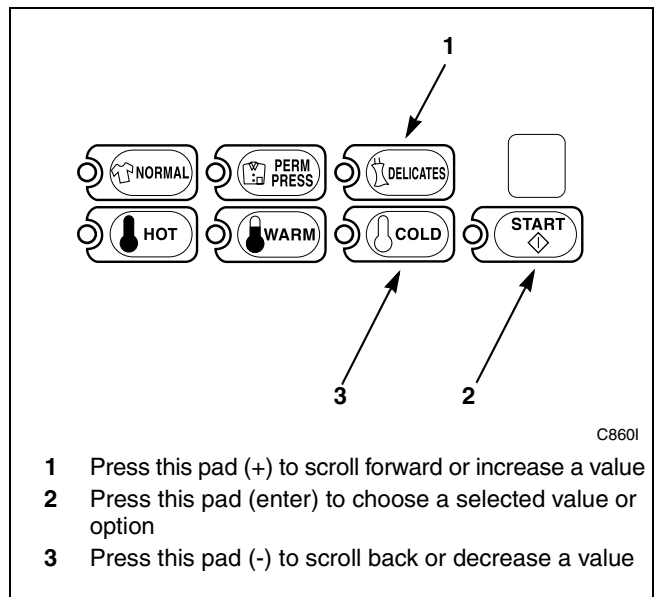 1
NORMAL
PERM
PRESS
DELICATES
HOT
WARM
COLD
START
3
2
C860I
1 Press this pad (+) to scroll forward or increase a value
2 Press this pad (enter) to choose a selected value or
option
3 Press this pad (-) to scroll back or decrease a value